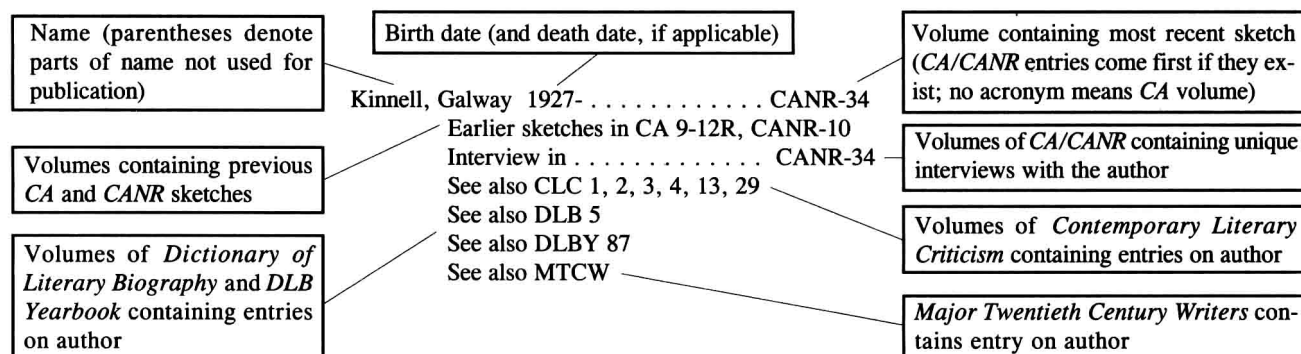 Name (parentheses denote
parts of name not used for
publication)
Birth date (and death date, if applicable)
Volume containing most recent sketch
(CA/CANR entries come first if they ex-
ist; no acronym means CA volume)
Kinnell, Galway 1927- . . . . . . . . . . . . CANR-34
Earlier sketches in CA 9-12R, CANR-10
Interview in . . . . . . . . . . . . . CANR-34
See also CLC 1, 2, 3, 4, 13, 29
See also DLB 5
See also DLBY 87
See also MTCW
Volumes containing previous
CA and CANR sketches
Volumes of CA/CANR containing unique
interviews with the author
Volumes of Dictionary of
Literary Biography and DLB
Yearbook containing entries
on author
Volumes of Contemporary Literary
Criticism containing entries on author
Major Twentieth Century Writers con-
tains entry on author